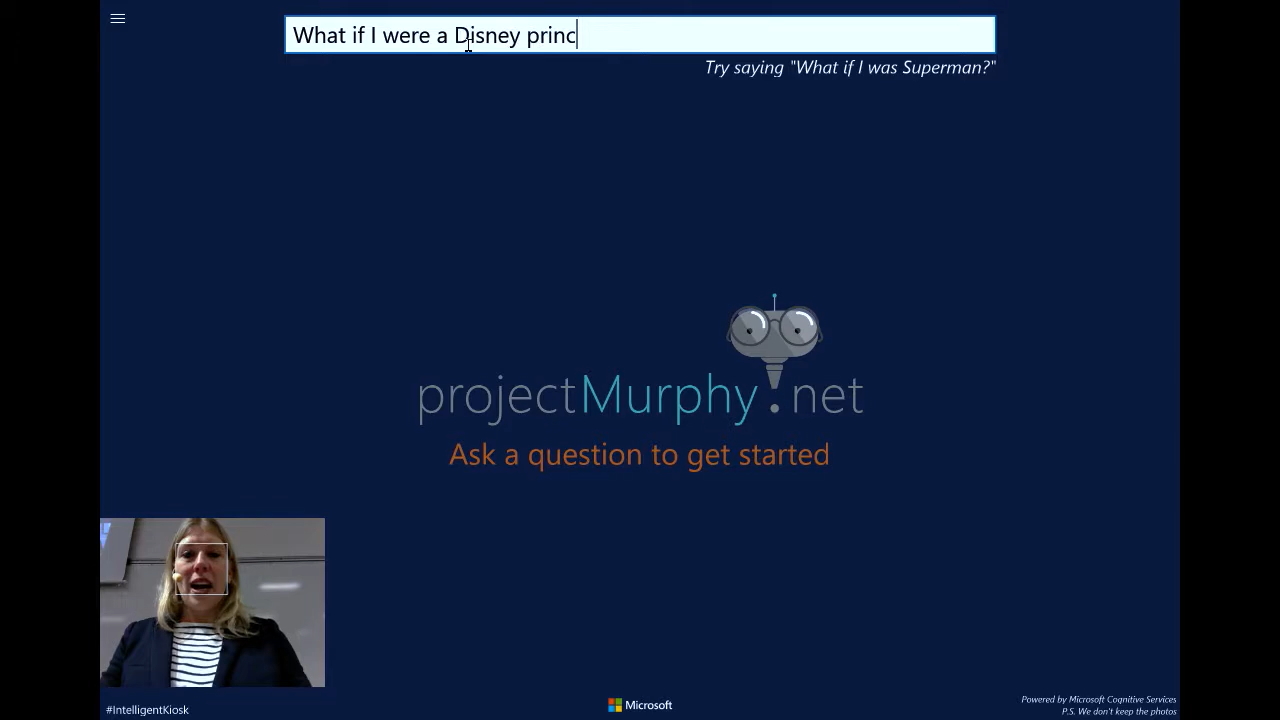 What if I were a Disney princ
Try saying "What if I was Superman?"
projectMurphy.net
Ask a question to get started
#IntelligentKiosk
Microsoft
Powered by Microsoft Cognitive Services
P.S. We don't keep the photos